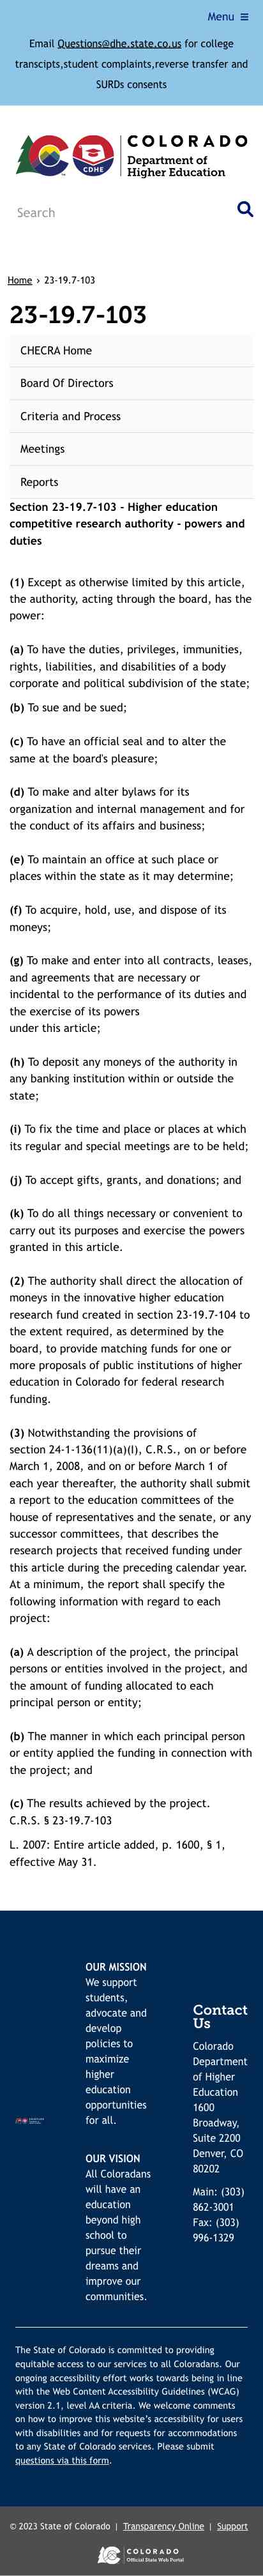 Menu ≡
Email Questions@dhe.state.co.us for college
transcipts,student complaints,reverse transfer and
SURDs consents
CDHE
COLORADO
Department of
Higher Education
Search
Home › 23-19.7-103
23-19.7-103
CHECRA Home
Board Of Directors
Criteria and Process
Meetings
Reports
Section 23-19.7-103 - Higher education
competitive research authority - powers and
duties
(1) Except as otherwise limited by this article,
the authority, acting through the board, has the
power:
(a) To have the duties, privileges, immunities,
rights, liabilities, and disabilities of a body
corporate and political subdivision of the state;
(b) To sue and be sued;
(c) To have an official seal and to alter the
same at the board's pleasure;
(d) To make and alter bylaws for its
organization and internal management and for
the conduct of its affairs and business;
(e) To maintain an office at such place or
places within the state as it may determine;
(f) To acquire, hold, use, and dispose of its
moneys;
(g) To make and enter into all contracts, leases,
and agreements that are necessary or
incidental to the performance of its duties and
the exercise of its powers
under this article;
(h) To deposit any moneys of the authority in
any banking institution within or outside the
state;
(i) To fix the time and place or places at which
its regular and special meetings are to be held;
(j) To accept gifts, grants, and donations; and
(k) To do all things necessary or convenient to
carry out its purposes and exercise the powers
granted in this article.
(2) The authority shall direct the allocation of
moneys in the innovative higher education
research fund created in section 23-19.7-104 to
the extent required, as determined by the
board, to provide matching funds for one or
more proposals of public institutions of higher
education in Colorado for federal research
funding.
(3) Notwithstanding the provisions of
section 24-1-136(11)(a)(I), C.R.S., on or before
March 1, 2008, and on or before March 1 of
each year thereafter, the authority shall submit
a report to the education committees of the
house of representatives and the senate, or any
successor committees, that describes the
research projects that received funding under
this article during the preceding calendar year.
At a minimum, the report shall specify the
following information with regard to each
project:
(a) A description of the project, the principal
persons or entities involved in the project, and
the amount of funding allocated to each
principal person or entity;
(b) The manner in which each principal person
or entity applied the funding in connection with
the project; and
(c) The results achieved by the project.
C.R.S. § 23-19.7-103
L. 2007: Entire article added, p. 1600, § 1,
effective May 31.
OUR MISSION
We support
students,
advocate and
develop
policies to
maximize
higher
education
opportunities
for all.
OUR VISION
All Coloradans
will have an
education
beyond high
school to
pursue their
dreams and
improve our
communities.
Contact
Us
Colorado
Department
of Higher
Education
1600
Broadway,
Suite 2200
Denver, CO
80202
Main: (303)
862-3001
Fax: (303)
996-1329
The State of Colorado is committed to providing
equitable access to our services to all Coloradans. Our
ongoing accessibility effort works towards being in line
with the Web Content Accessibility Guidelines (WCAG)
version 2.1, level AA criteria. We welcome comments
on how to improve this website's accessibility for users
with disabilities and for requests for accommodations
to any State of Colorado services. Please submit
questions via this form.
© 2023 State of Colorado | Transparency Online | Support
COLORADO
Official State Web Portal